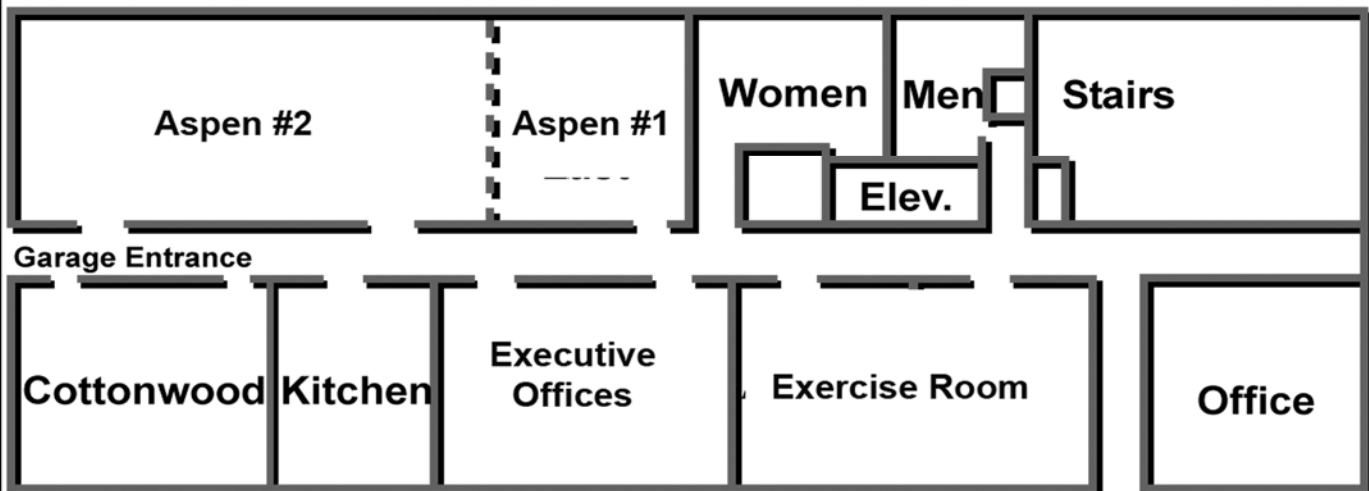 Aspen #2
Aspen #1
Women
Men
Stairs
Elev.
Garage Entrance
Cottonwood
Kitchen
Executive
Offices
Exercise Room
Office